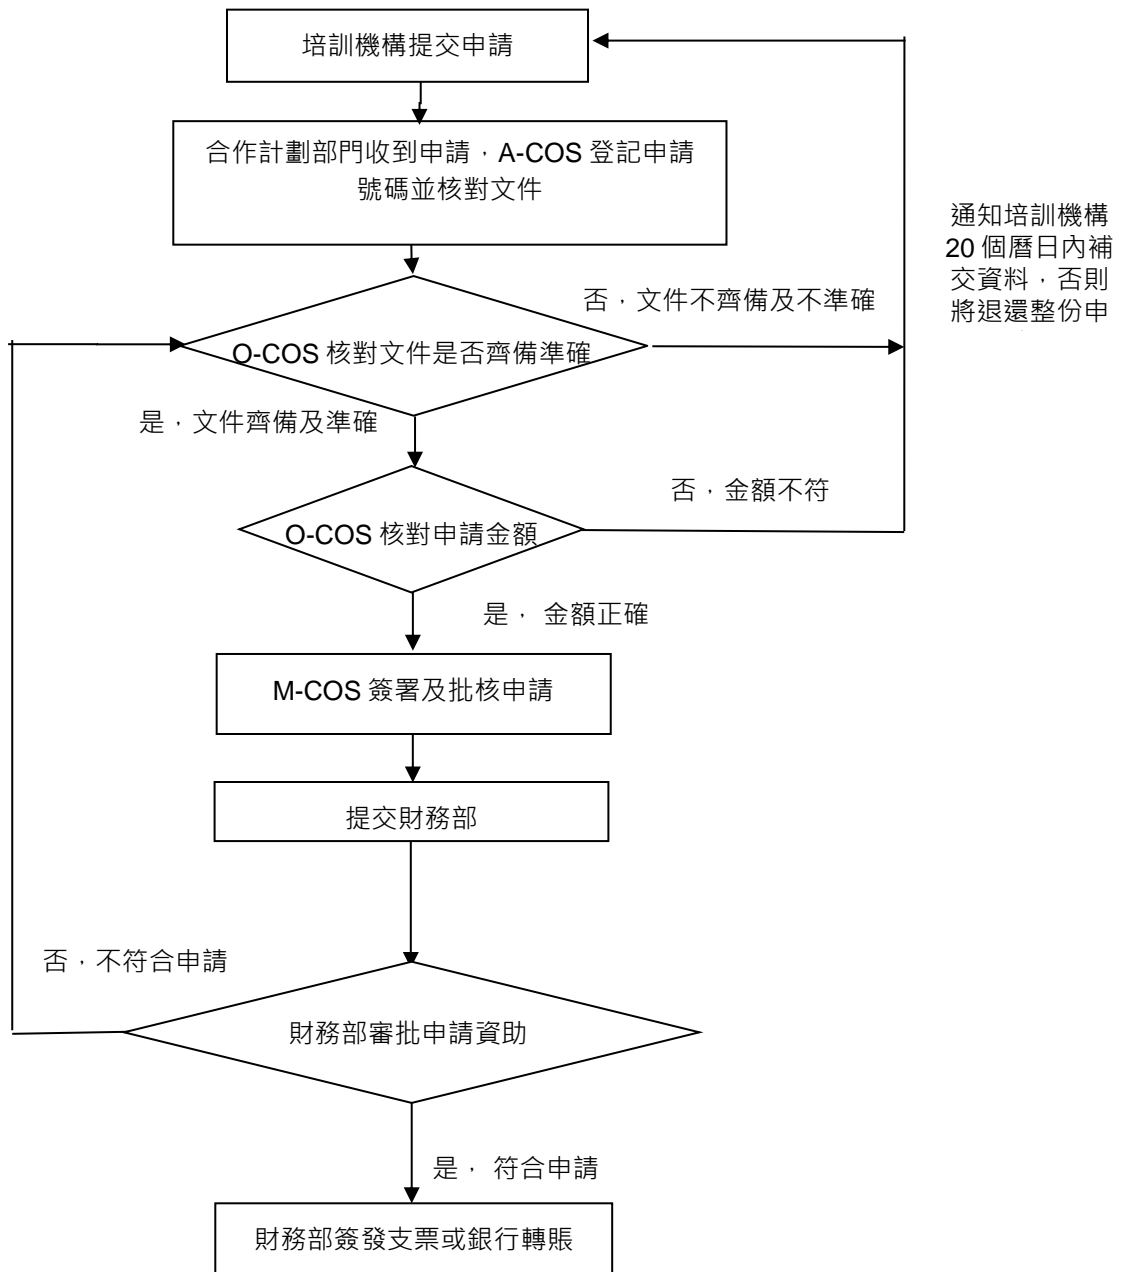 培訓機構提交申請
合作計劃部門收到申請，A-COS 登記申請
號碼並核對文件
通知培訓機構
20 個曆日內補
交資料，否則
將退還整份申
否，文件不齊備及不準確
O-COS 核對文件是否齊備準確
是，文件齊備及準確
否，金額不符
O-COS 核對申請金額
是， 金額正確
M-COS 簽署及批核申請
提交財務部
否，不符合申請
財務部審批申請資助
是， 符合申請
財務部簽發支票或銀行轉賬